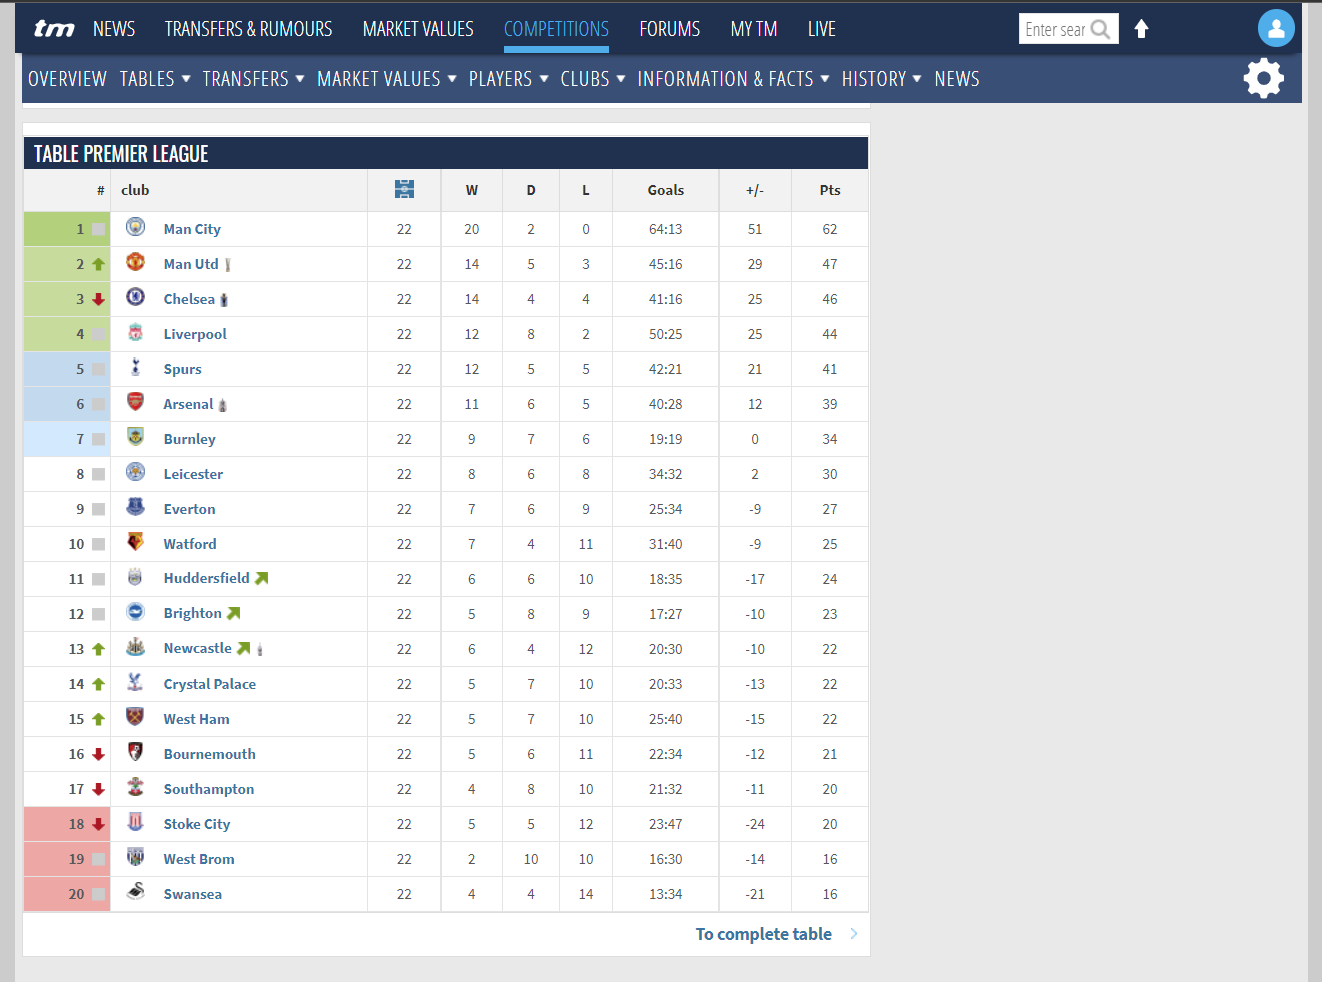 tm NEWS TRANSFERS & RUMOURS MARKET VALUES COMPETITIONS FORUMS MY TM LIVE Enter sear
OVERVIEW TABLES TRANSFERS MARKET VALUES PLAYERS CLUBS INFORMATION & FACTS HISTORY NEWS
TABLE PREMIER LEAGUE
# club W D L Goals +/- Pts
1 Man City 22 20 2 0 64:13 51 62
2 Man Utd 22 14 5 3 45:16 29 47
3 Chelsea 22 14 4 4 41:16 25 46
4 Liverpool 22 12 8 2 50:25 25 44
5 Spurs 22 12 5 5 42:21 21 41
6 Arsenal 22 11 6 5 40:28 12 39
7 Burnley 22 9 7 6 19:19 0 34
8 Leicester 22 8 6 8 34:32 2 30
9 Everton 22 7 6 9 25:34 -9 27
10 Watford 22 7 4 11 31:40 -9 25
11 Huddersfield 22 6 6 10 18:35 -17 24
12 Brighton 22 5 8 9 17:27 -10 23
13 Newcastle 22 6 4 12 20:30 -10 22
14 Crystal Palace 22 5 7 10 20:33 -13 22
15 West Ham 22 5 7 10 25:40 -15 22
16 Bournemouth 22 5 6 11 22:34 -12 21
17 Southampton 22 4 8 10 21:32 -11 20
18 Stoke City 22 5 5 12 23:47 -24 20
19 West Brom 22 2 10 10 16:30 -14 16
20 Swansea 22 4 4 14 13:34 -21 16
To complete table